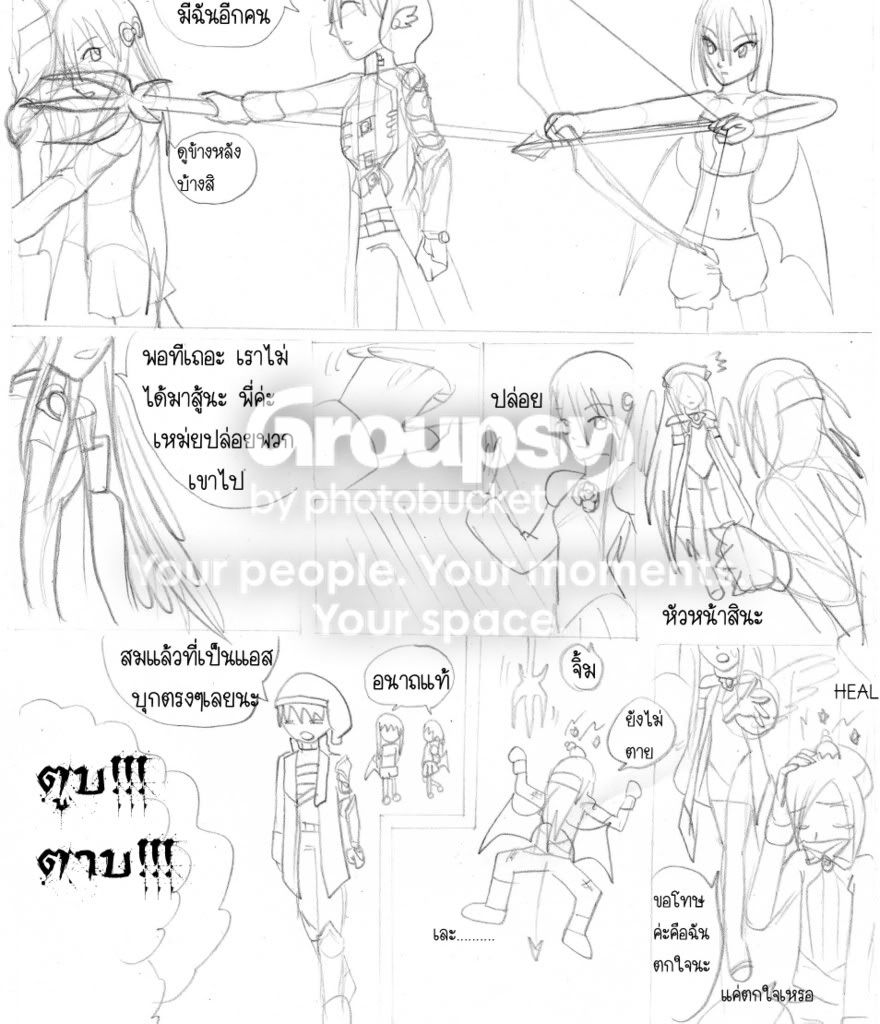 มีฉันอีกคน
ดูข้างหลัง
บ้างสิ
พอทีเถอะ เราไม่
ได้มาสู้นะ พี่ค่ะ
เหม่ยปล่อยพวก
เขาไป
ปล่อย
หัวหน้าสินะ
Groupsy
by photobucket
Your people. Your moments.
Your space
สมแล้วที่เป็นแอส
บุกตรงๆเลยนะ
อนาถแท้
ตูบ!!!
ตาบ!!!
จิ้ม
ยังไม่
ตาย
เละ..........
HEAL
ขอโทษ
ค่ะคือฉัน
ตกใจนะ
แค่ตกใจเหรอ